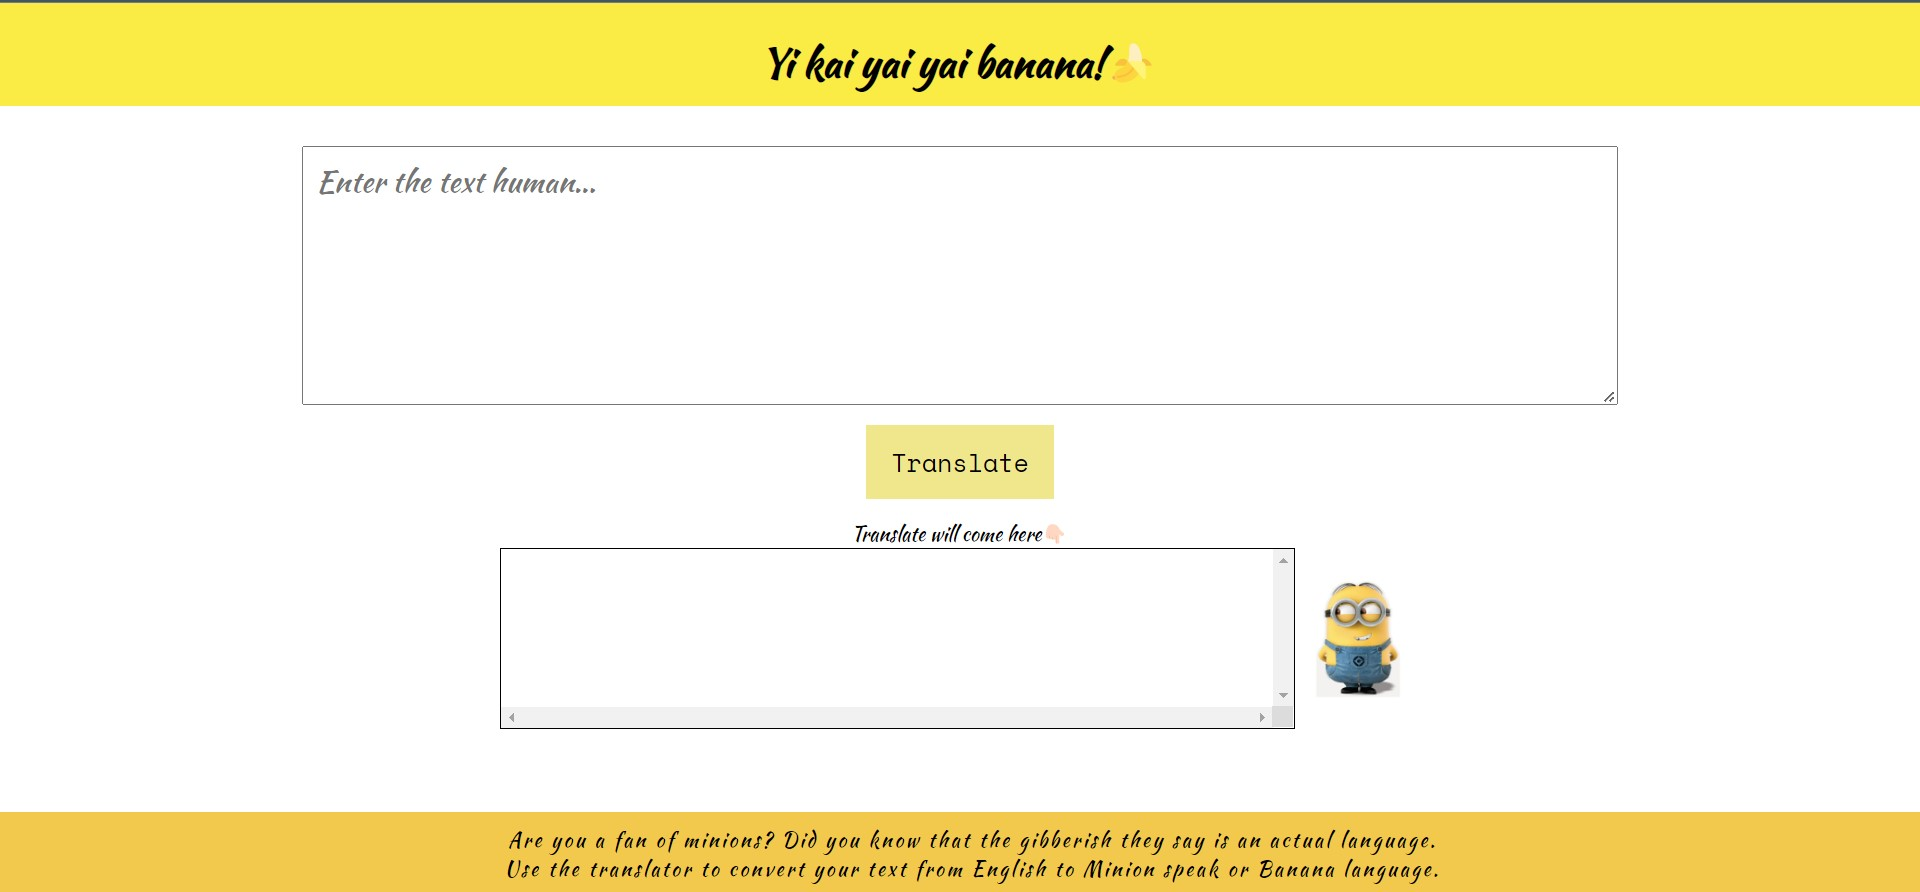 Yi kai yai yai banana!🍌
Enter the text human...
Translate
Translate will come here👇🏻
Are you a fan of minions? Did you know that the gibberish they say is an actual language.
Use the translator to convert your text from English to Minion speak or Banana language.